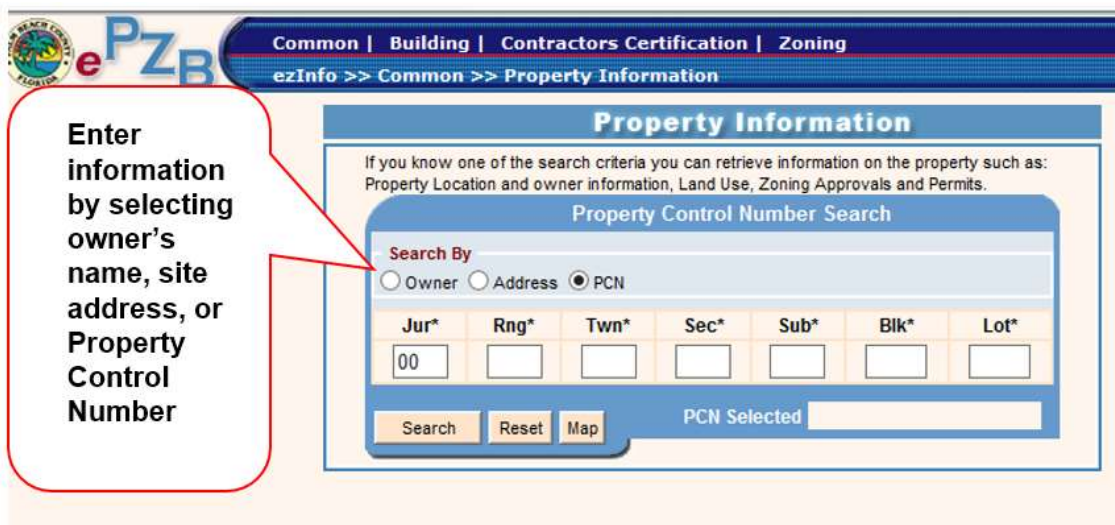 BEACH COUNTY
FLORIDA
ePZB
Common | Building | Contractors Certification | Zoning
ezInfo >> Common >> Property Information
Enter
information
by selecting
owner's
name, site
address, or
Property
Control
Number
Property Information
If you know one of the search criteria you can retrieve information on the property such as:
Property Location and owner information, Land Use, Zoning Approvals and Permits.
Property Control Number Search
Search By
Owner Address PCN
Jur* Rng* Twn* Sec* Sub* Blk* Lot*
00
Search Reset Map PCN Selected